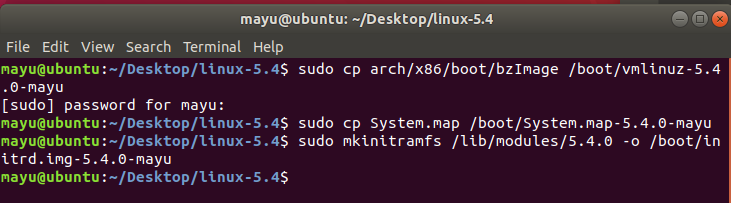 mayu@ubuntu: ~/Desktop/linux-5.4
File Edit View Search Terminal Help
mayu@ubuntu:~/Desktop/linux-5.4$ sudo cp arch/x86/boot/bzImage /boot/vmlinuz-5.4
.0-mayu
[sudo] password for mayu:
mayu@ubuntu:~/Desktop/linux-5.4$ sudo cp System.map /boot/System.map-5.4.0-mayu
mayu@ubuntu:~/Desktop/linux-5.4$ sudo mkinitramfs /lib/modules/5.4.0 -o /boot/in
itrd.img-5.4.0-mayu
mayu@ubuntu:~/Desktop/linux-5.4$